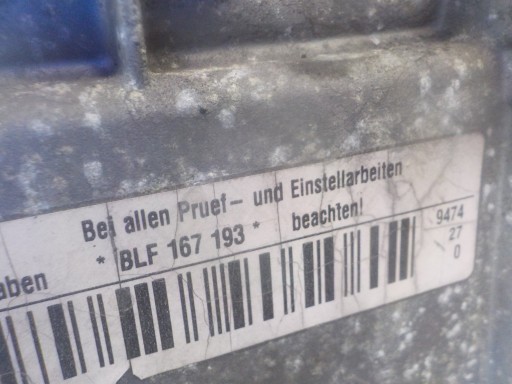 Bei allen Pruef- und Einstellarbeiten
aben * BLF 167 193 * beachten!
9474
27
0